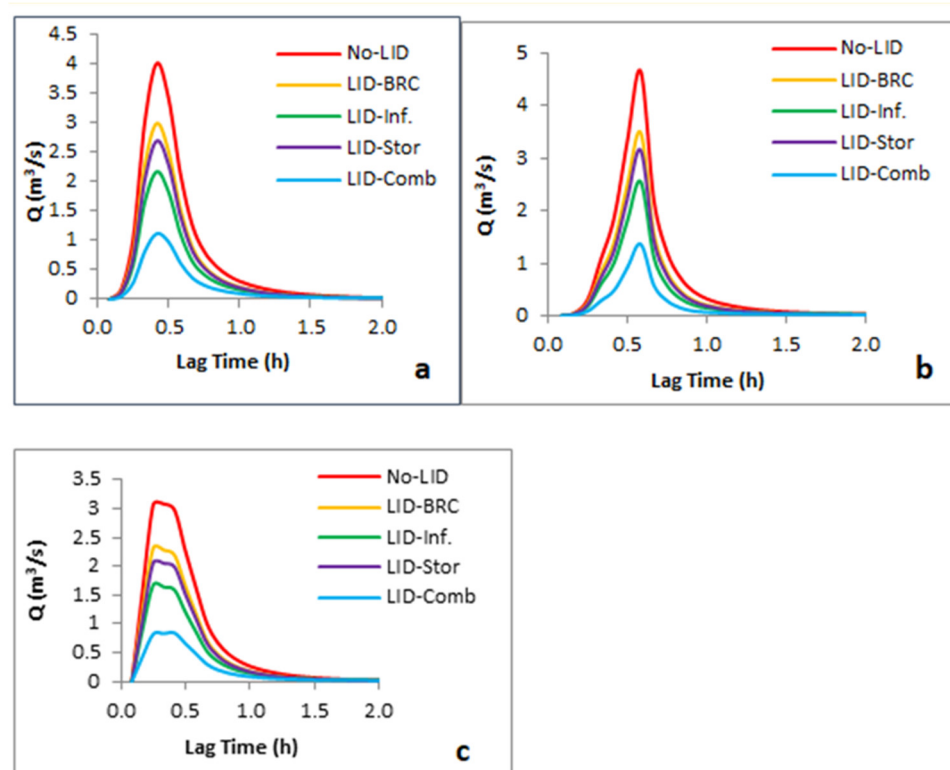 4.5
4
3.5
3
2.5
2
1.5
1
0.5
0
Q (m³/s)
No-LID
LID-BRC
LID-Inf.
LID-Stor
LID-Comb
0.0 0.5 1.0 1.5 2.0
Lag Time (h)
a
5
4
3
2
1
0
Q (m³/s)
No-LID
LID-BRC
LID-Inf.
LID-Stor
LID-Comb
0.0 0.5 1.0 1.5 2.0
Lag Time (h)
b
3.5
3
2.5
2
1.5
1
0.5
0
Q (m³/s)
No-LID
LID-BRC
LID-Inf.
LID-Stor
LID-Comb
0.0 0.5 1.0 1.5 2.0
Lag Time (h)
c